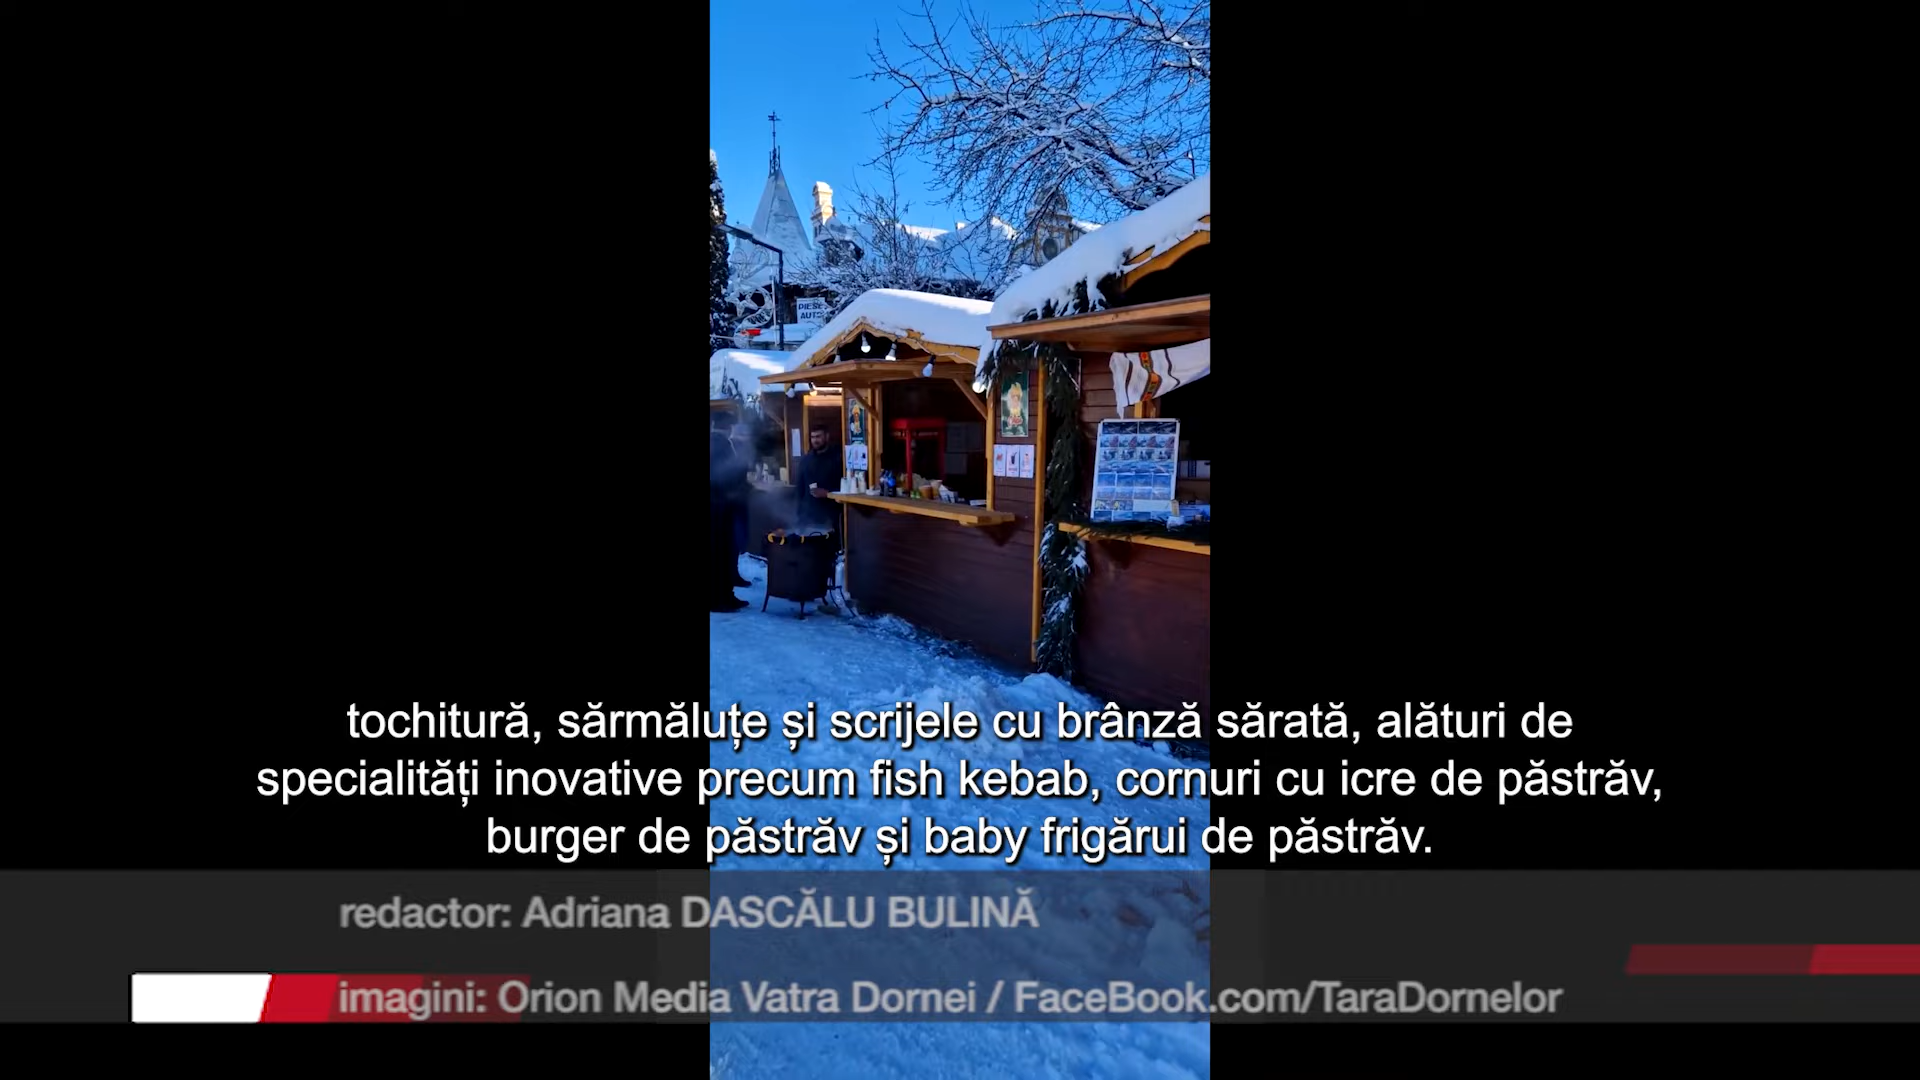 PIESE
AUTO
tochitură, sărmăluțe și scrijele cu brânză sărată, alături de
specialități inovative precum fish kebab, cornuri cu icre de păstrăv,
burger de păstrăv și baby frigărui de păstrăv.
redactor: Adriana DASCĂLU BULINĂ
imagini: Orion Media Vatra Dornei / FaceBook.com/TaraDornelor